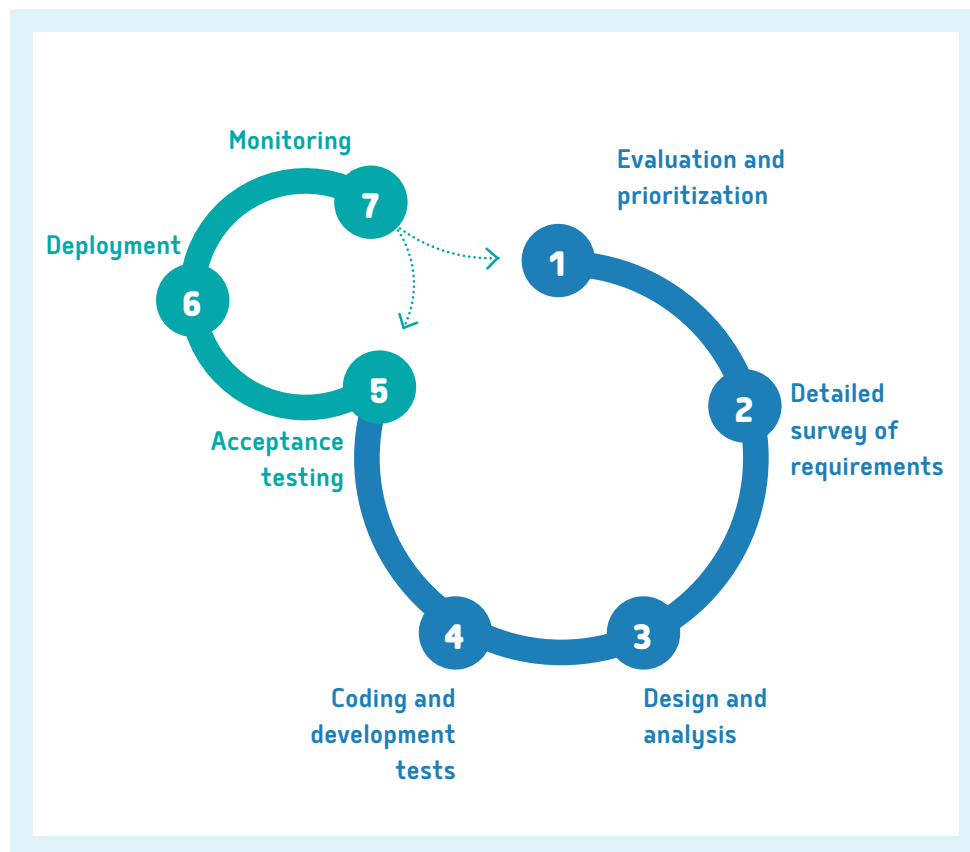 1
Evaluation and
prioritization
2
Detailed
survey of
requirements
3
Design and
analysis
4
Coding and
development
tests
5
Acceptance
testing
6
Deployment
7
Monitoring